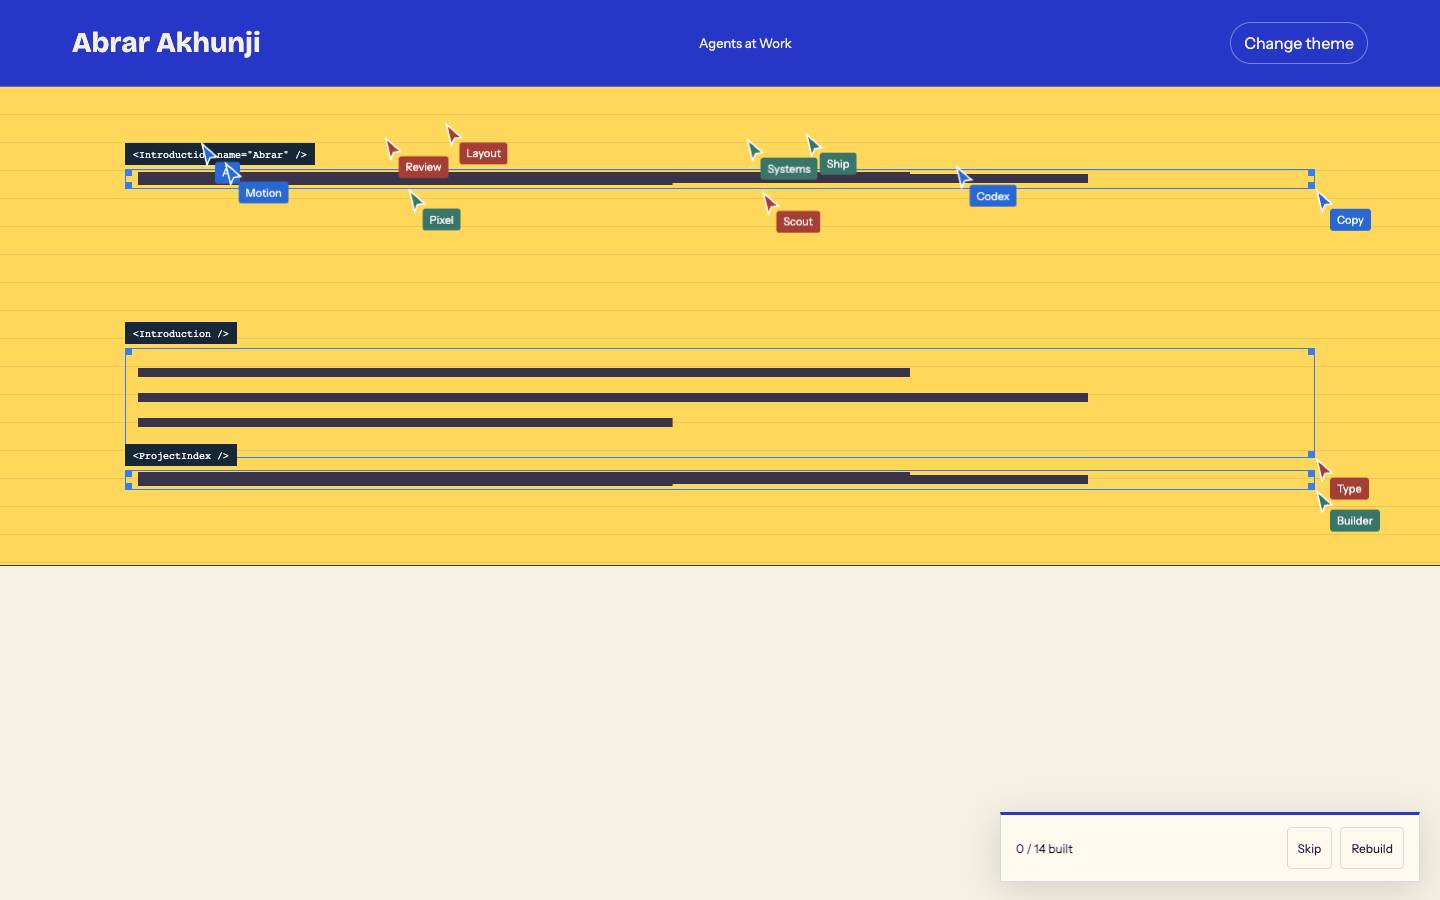 Abrar Akhunji
Agents at Work
Change theme
<Introduction name="Abrar" />
Layout
Review
Systems
Ship
Motion
Codex
Pixel
Scout
Copy
<Introduction />
<ProjectIndex />
Type
Builder
0 / 14 built
Skip
Rebuild